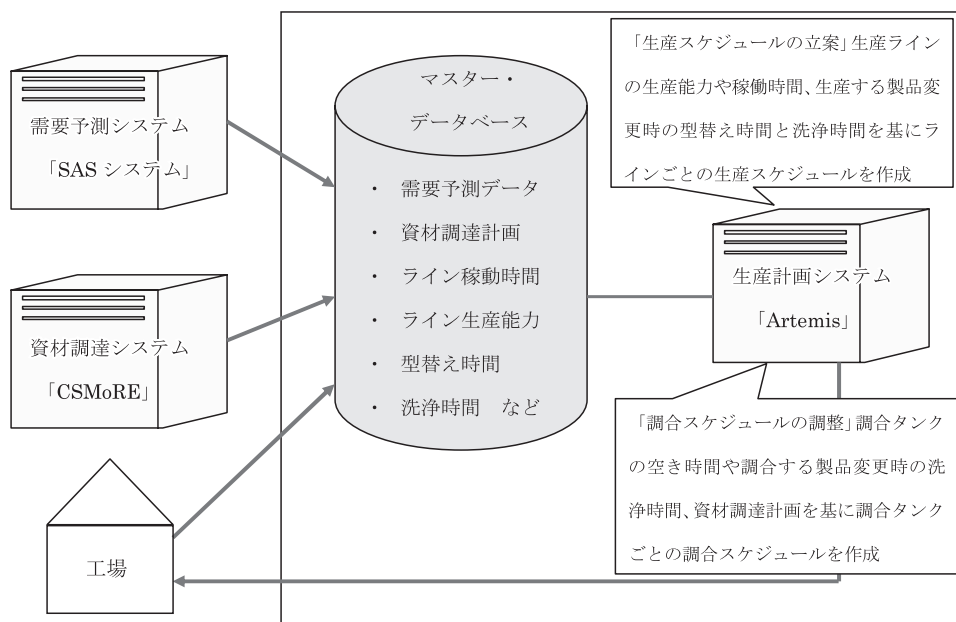 「生産スケジュールの立案」生産ライン
の生産能力や稼働時間、生産する製品変
更時の型替え時間と洗浄時間を基にラ
インごとの生産スケジュールを作成
需要予測システム
「SAS システム」
マスター・
データベース
・ 需要予測データ
・ 資材調達計画
・ ライン稼動時間
・ ライン生産能力
・ 型替え時間
・ 洗浄時間 など
生産計画システム
「Artemis」
資材調達システム
「CSMoRE」
「調合スケジュールの調整」調合タンク
の空き時間や調合する製品変更時の洗
浄時間、資材調達計画を基に調合タンク
ごとの調合スケジュールを作成
工場